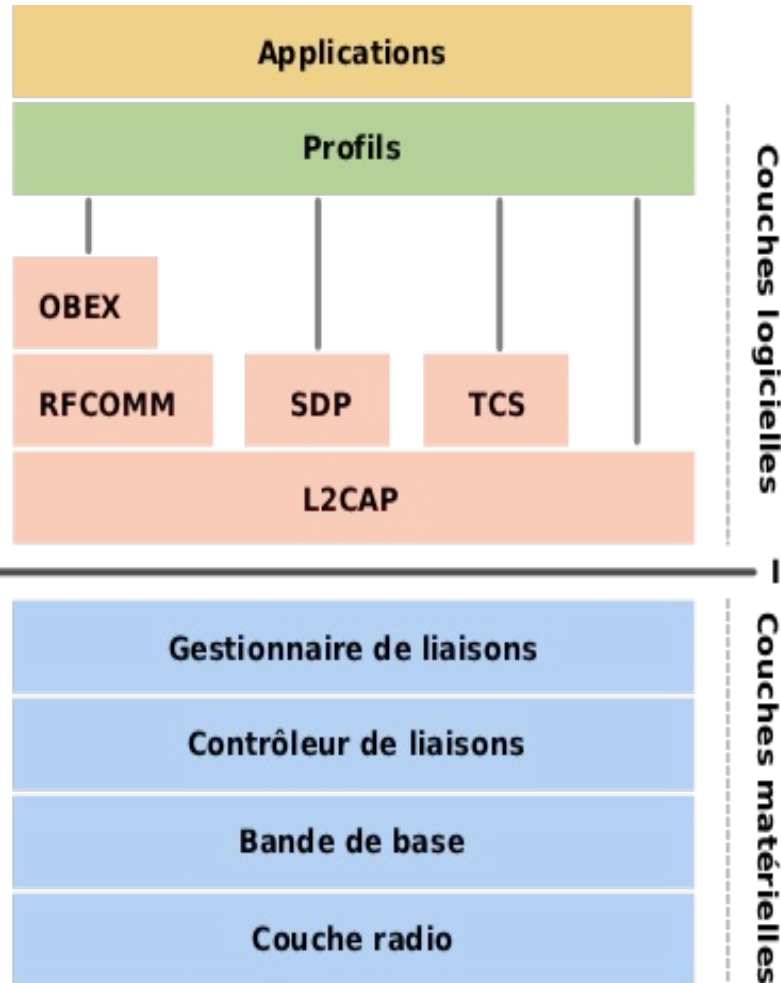 Applications
Profils
OBEX
RFCOMM
SDP
TCS
L2CAP
Couches logicielles
Gestionnaire de liaisons
Contrôleur de liaisons
Bande de base
Couche radio
Couches matérielles